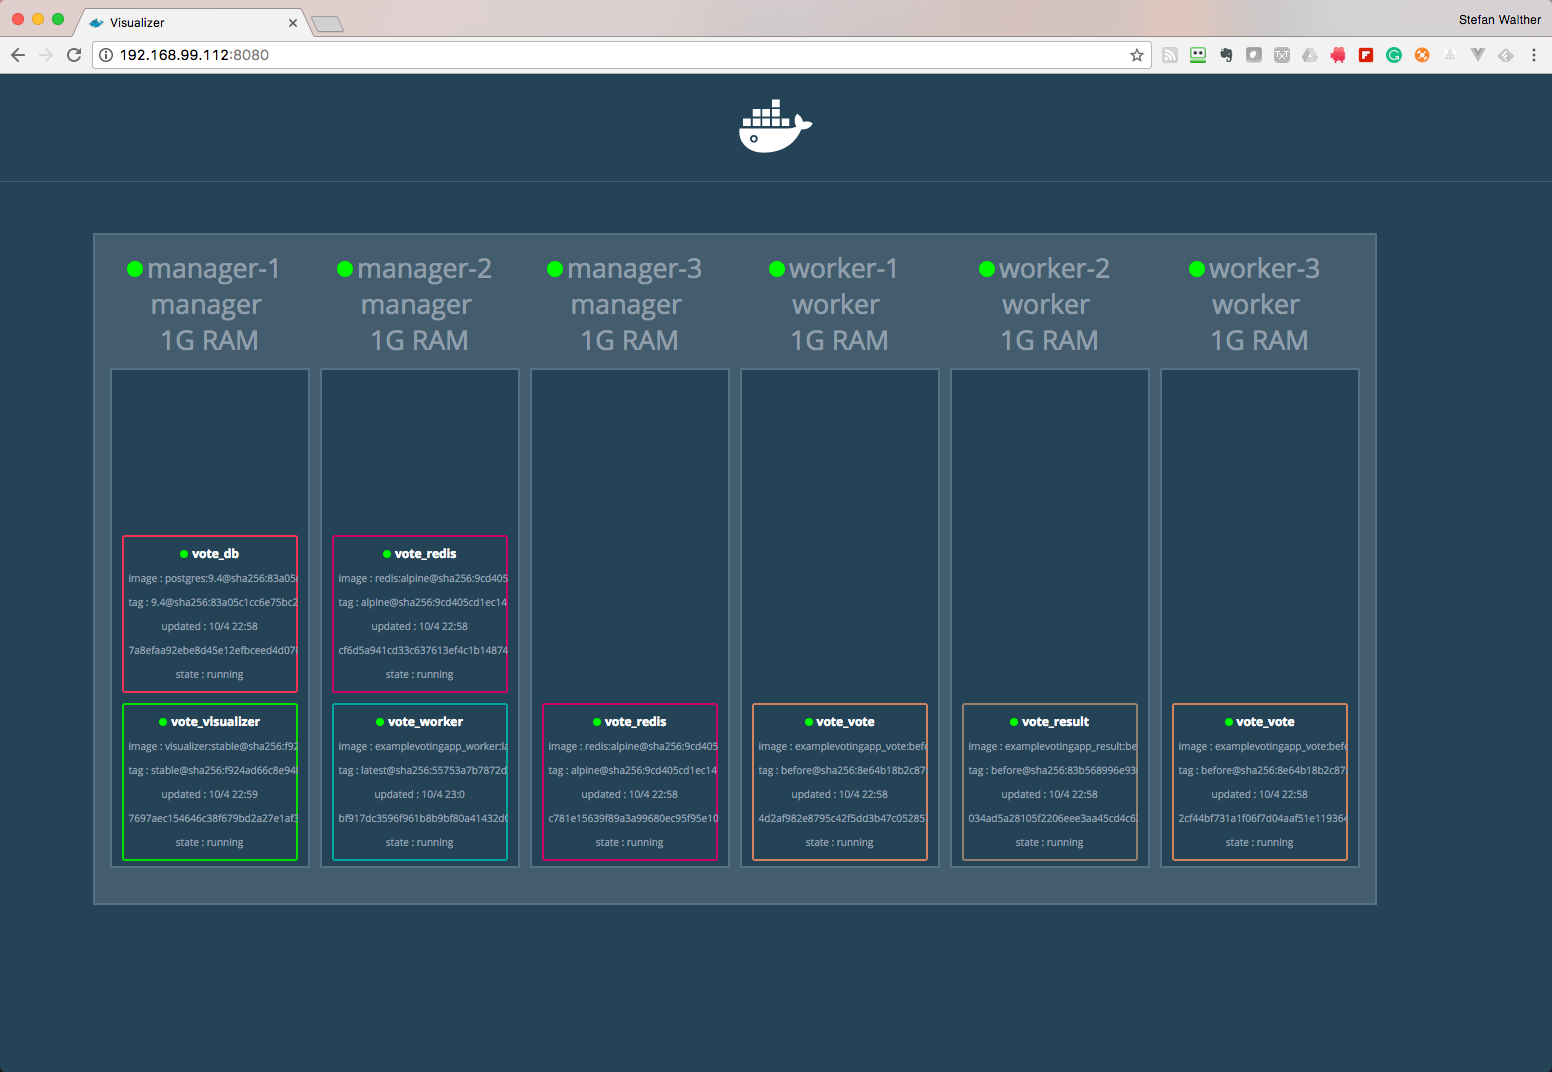 Visualizer
Stefan Walther
192.168.99.112:8080
manager-1
manager
1G RAM
manager-2
manager
1G RAM
manager-3
manager
1G RAM
worker-1
worker
1G RAM
worker-2
worker
1G RAM
worker-3
worker
1G RAM
vote_db
image : postgres:9.4@sha256:83a05c
tag : 9.4@sha256:83a05c1cc6e75bc2
updated : 10/4 22:58
7a8efaa92ebe8d45e12efbceed4d07f
state : running
vote_visualizer
image : visualizer:stable@sha256:f92
tag : stable@sha256:f924ad66c8e94
updated : 10/4 22:59
7697aec154646c38f679bd2a27e1af3
state : running
vote_redis
image : redis:alpine@sha256:9cd405
tag : alpine@sha256:9cd405cd1ec14
updated : 10/4 22:58
cf6d5a941cd33c637613ef4c1b14874
state : running
vote_worker
image : examplevotingapp_worker:la
tag : latest@sha256:55753a7b7872d
updated : 10/4 23:0
bf917dc3596f961b8b9bf80a41432d0
state : running
vote_redis
image : redis:alpine@sha256:9cd405
tag : alpine@sha256:9cd405cd1ec14
updated : 10/4 22:58
c781e15639f89a3a99680ec95f95e10
state : running
vote_vote
image : examplevotingapp_vote:befo
tag : before@sha256:8e64b18b2c87
updated : 10/4 22:58
4d2af982e8795c42f5dd3b47c05285
state : running
vote_result
image : examplevotingapp_result:be
tag : before@sha256:83b568996e93
updated : 10/4 22:58
034ad5a28105f2206eee3aa45cd4c6
state : running
vote_vote
image : examplevotingapp_vote:befo
tag : before@sha256:8e64b18b2c87
updated : 10/4 22:58
2cf44bf731a1f06f7d04aaf51e119364
state : running